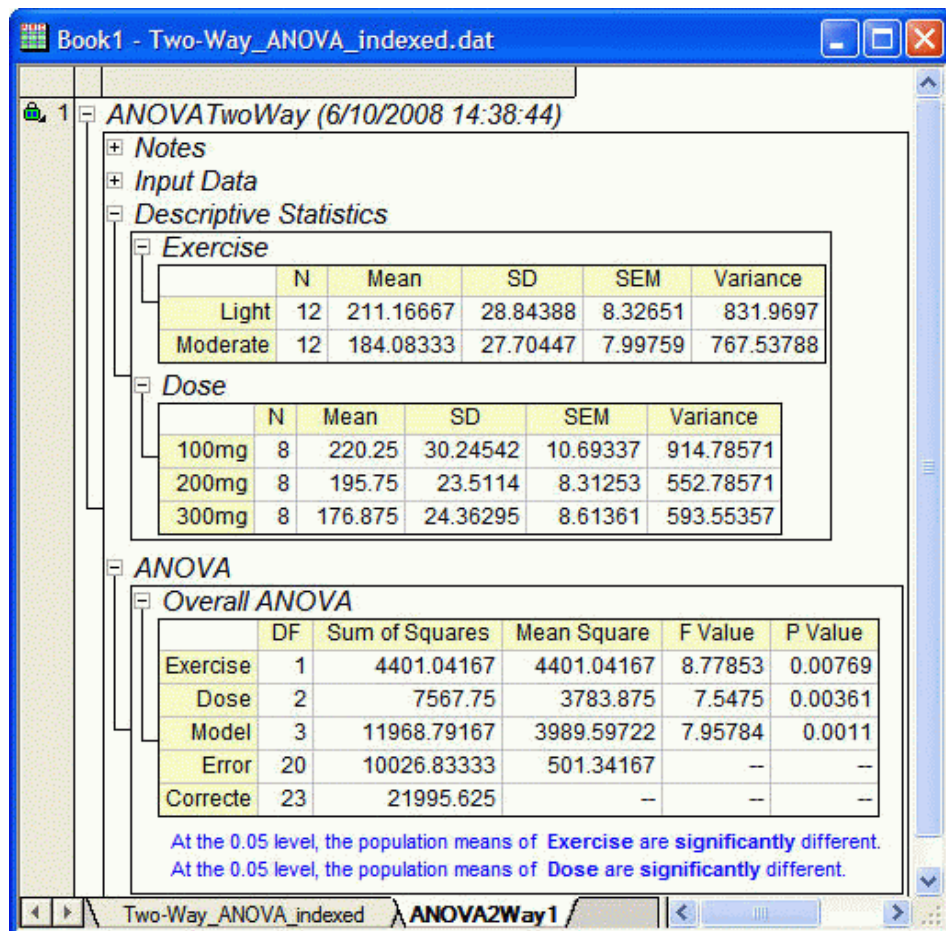 Book1 - Two-Way_ANOVA_indexed.dat
1 ANOVATwoWay (6/10/2008 14:38:44)
Notes
Input Data
Descriptive Statistics
Exercise
N Mean SD SEM Variance
Light 12 211.16667 28.84388 8.32651 831.9697
Moderate 12 184.08333 27.70447 7.99759 767.53788
Dose
N Mean SD SEM Variance
100mg 8 220.25 30.24542 10.69337 914.78571
200mg 8 195.75 23.5114 8.31253 552.78571
300mg 8 176.875 24.36295 8.61361 593.55357
ANOVA
Overall ANOVA
DF Sum of Squares Mean Square F Value P Value
Exercise 1 4401.04167 4401.04167 8.77853 0.00769
Dose 2 7567.75 3783.875 7.5475 0.00361
Model 3 11968.79167 3989.59722 7.95784 0.0011
Error 20 10026.83333 501.34167 -- --
Correcte 23 21995.625 -- -- --
At the 0.05 level, the population means of Exercise are significantly different.
At the 0.05 level, the population means of Dose are significantly different.
Two-Way_ANOVA_indexed ANOVA2Way1